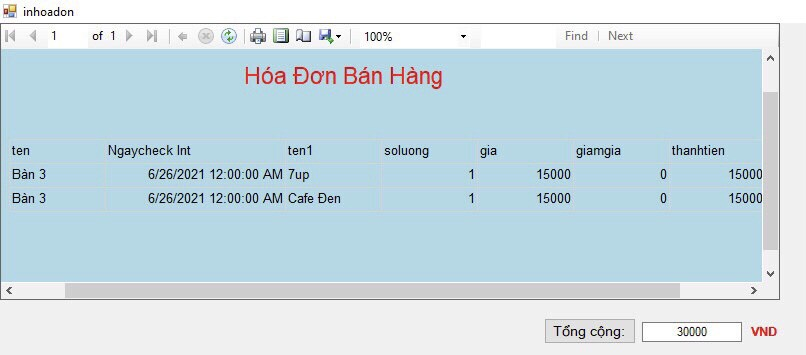 inhoadon
1 of 1 100% Find | Next
Hóa Đơn Bán Hàng
ten Ngaycheck Int ten1 soluong gia giamgia thanhtien
Bàn 3 6/26/2021 12:00:00 AM 7up 1 15000 0 15000
Bàn 3 6/26/2021 12:00:00 AM Cafe Đen 1 15000 0 15000
Tổng cộng: 30000 VND